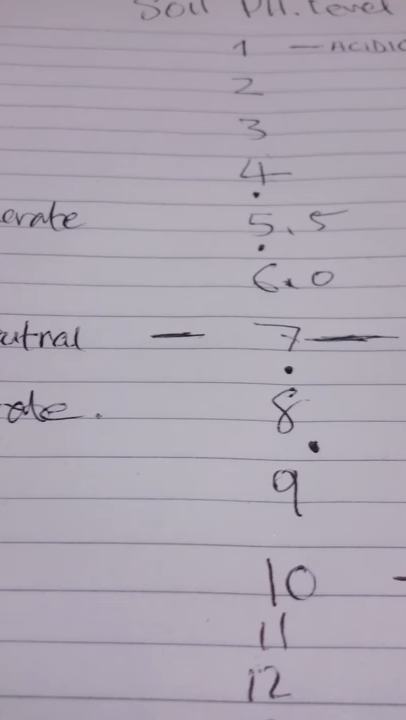 Soil PH. Level
1 — ACIDIC
2
3
4
erate 5.5
6.0
utral — 7 —
ate. 8
9
10 -
11
12